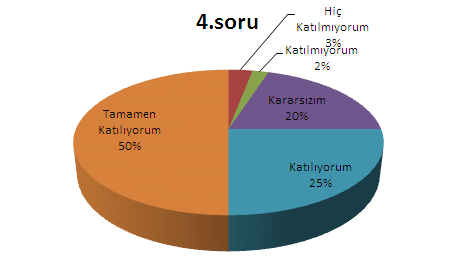 4.soru
Hiç
Katılmıyorum
3%
Katılmıyorum
2%
Kararsızım
20%
Katılıyorum
25%
Tamamen
Katılıyorum
50%